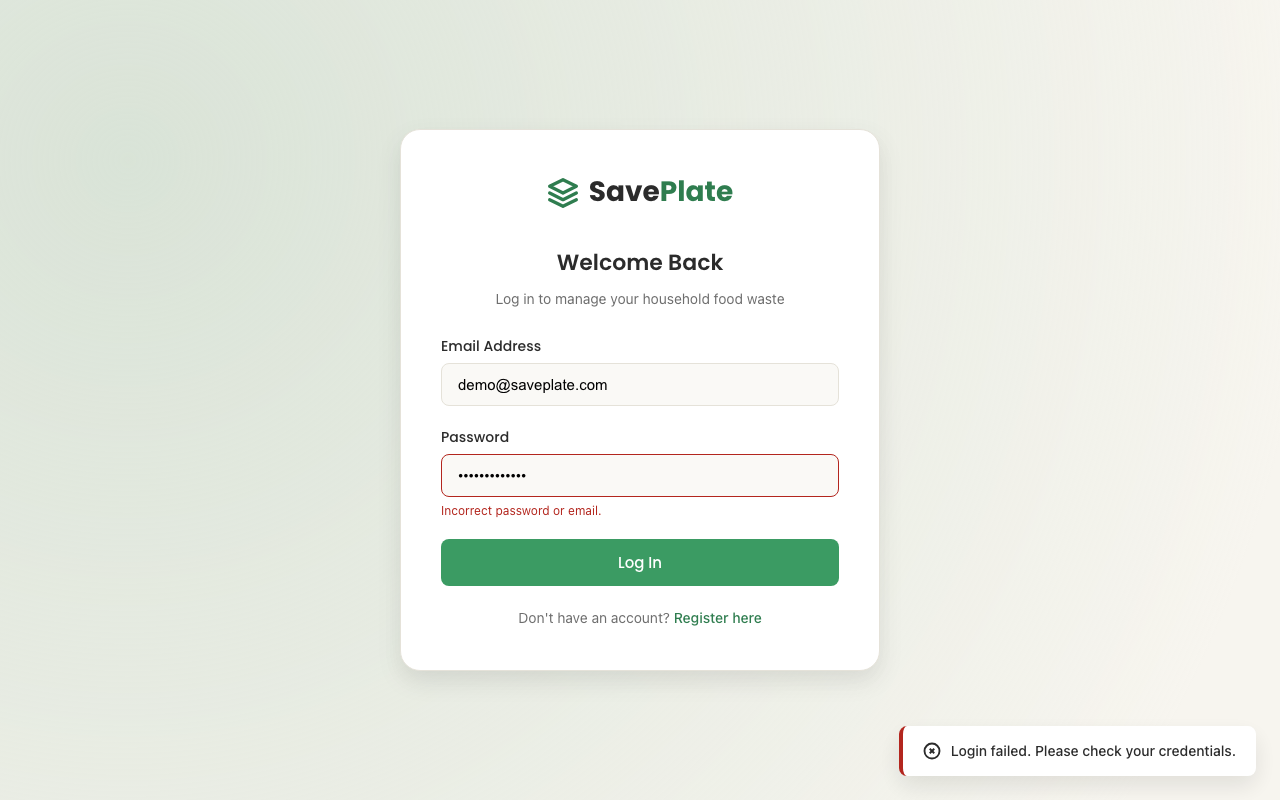 SavePlate
Welcome Back
Log in to manage your household food waste
Email Address
demo@saveplate.com
Password
•••••••••••••
Incorrect password or email.
Log In
Don't have an account? Register here
Login failed. Please check your credentials.